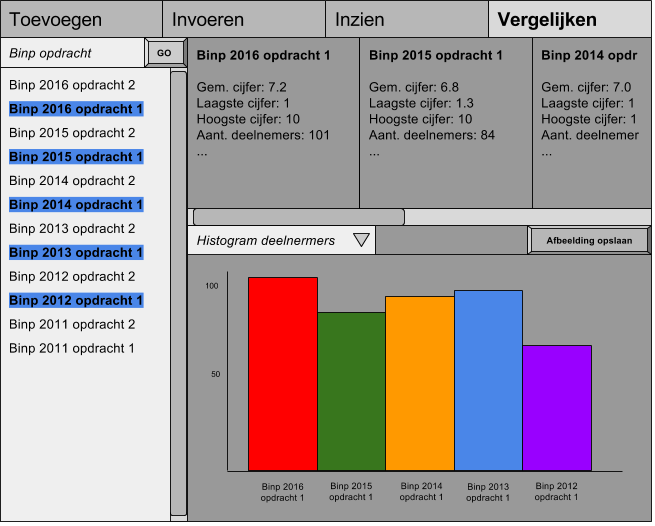 Toevoegen
Invoeren
Inzien
Vergelijken
Binp opdracht
GO
Binp 2016 opdracht 2
Binp 2016 opdracht 1
Binp 2015 opdracht 2
Binp 2015 opdracht 1
Binp 2014 opdracht 2
Binp 2014 opdracht 1
Binp 2013 opdracht 2
Binp 2013 opdracht 1
Binp 2012 opdracht 2
Binp 2012 opdracht 1
Binp 2011 opdracht 2
Binp 2011 opdracht 1
Binp 2016 opdracht 1
Gem. cijfer: 7.2
Laagste cijfer: 1
Hoogste cijfer: 10
Aant. deelnemers: 101
...
Binp 2015 opdracht 1
Gem. cijfer: 6.8
Laagste cijfer: 1.3
Hoogste cijfer: 10
Aant. deelnemers: 84
...
Binp 2014 opdr
Gem. cijfer: 7.0
Laagste cijfer: 1
Hoogste cijfer: 1
Aant. deelnemer
...
Histogram deelnermers
Afbeelding opslaan
100
50
Binp 2016
opdracht 1
Binp 2015
opdracht 1
Binp 2014
opdracht 1
Binp 2013
opdracht 1
Binp 2012
opdracht 1